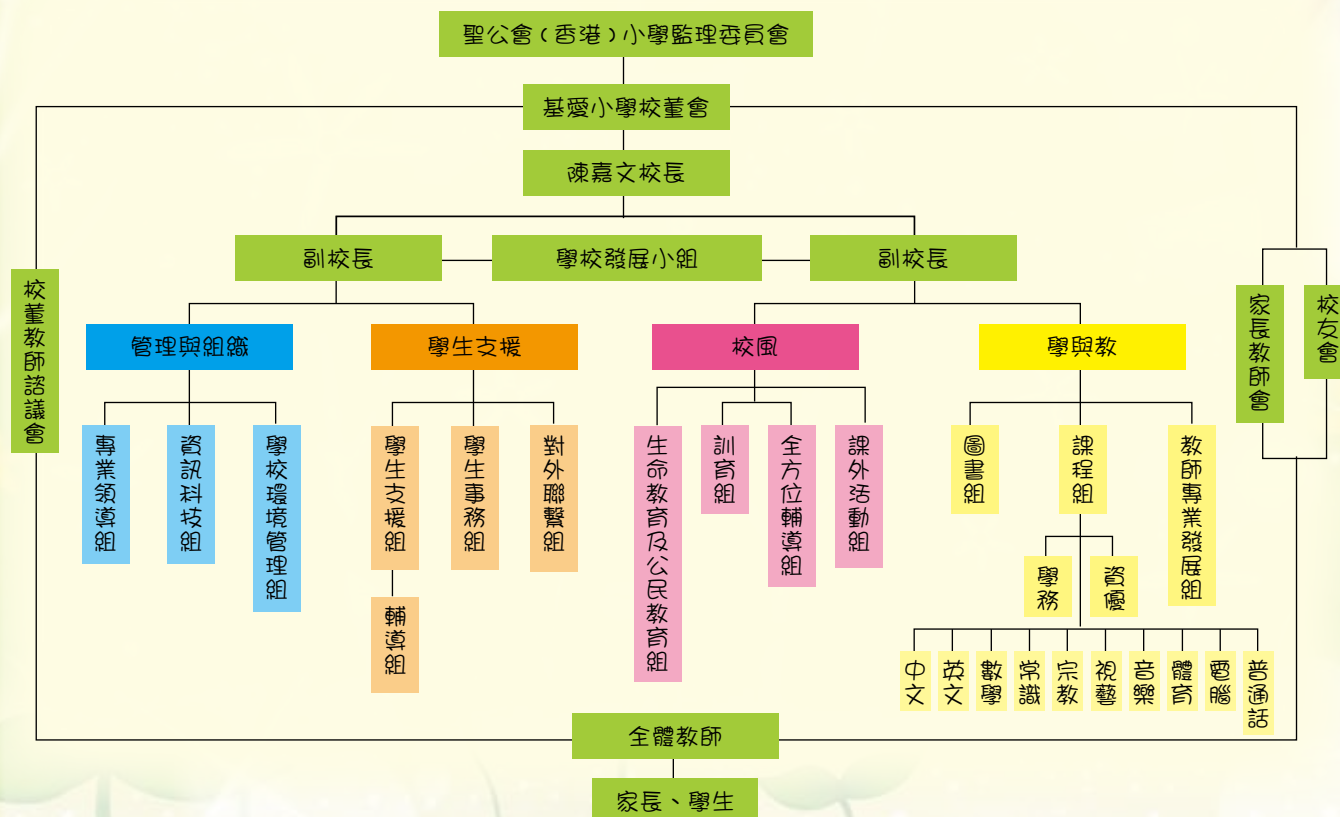 聖公會(香港)小學監理委員會
基愛小學校董會
陳嘉文校長
副校長
學校發展小組
副校長
校董教師諮議會
家長教師會
校友會
管理與組織
學生支援
校風
學與教
專業領導組
資訊科技組
學校環境管理組
學生支援組
學生事務組
對外聯繫組
生命教育及公民教育組
訓育組
全方位輔導組
課外活動組
圖書組
課程組
教師專業發展組
學務
資優
輔導組
中文
英文
數學
常識
宗教
視藝
音樂
體育
電腦
普通話
全體教師
家長、學生